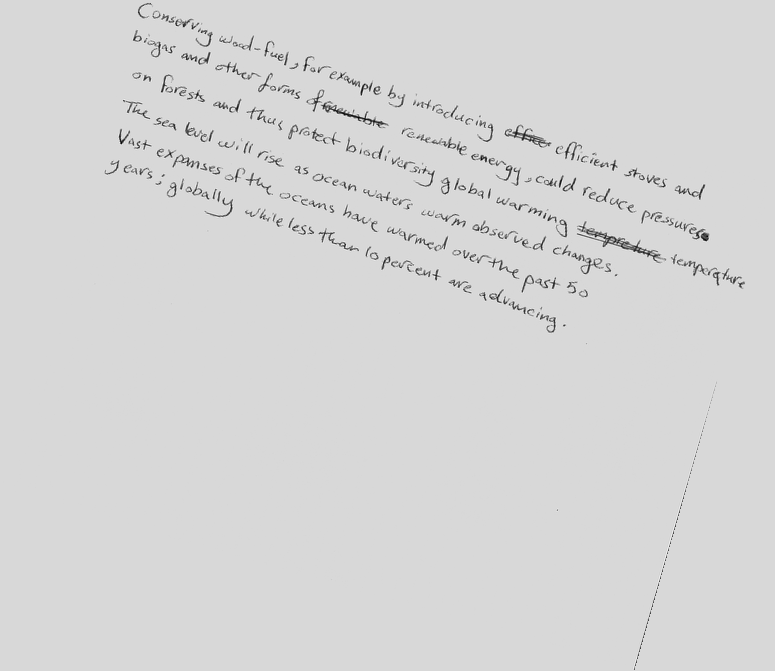 Conserving wood-fuel, for example by introducing efficient stoves and
biogas and other forms of renewable energy, could reduce pressures
on forests and thus protect biodiversity global warming temperature
The sea level will rise as ocean waters warm observed changes.
Vast expanses of the oceans have warmed over the past 50
years; globally while less than 10 percent are advancing.